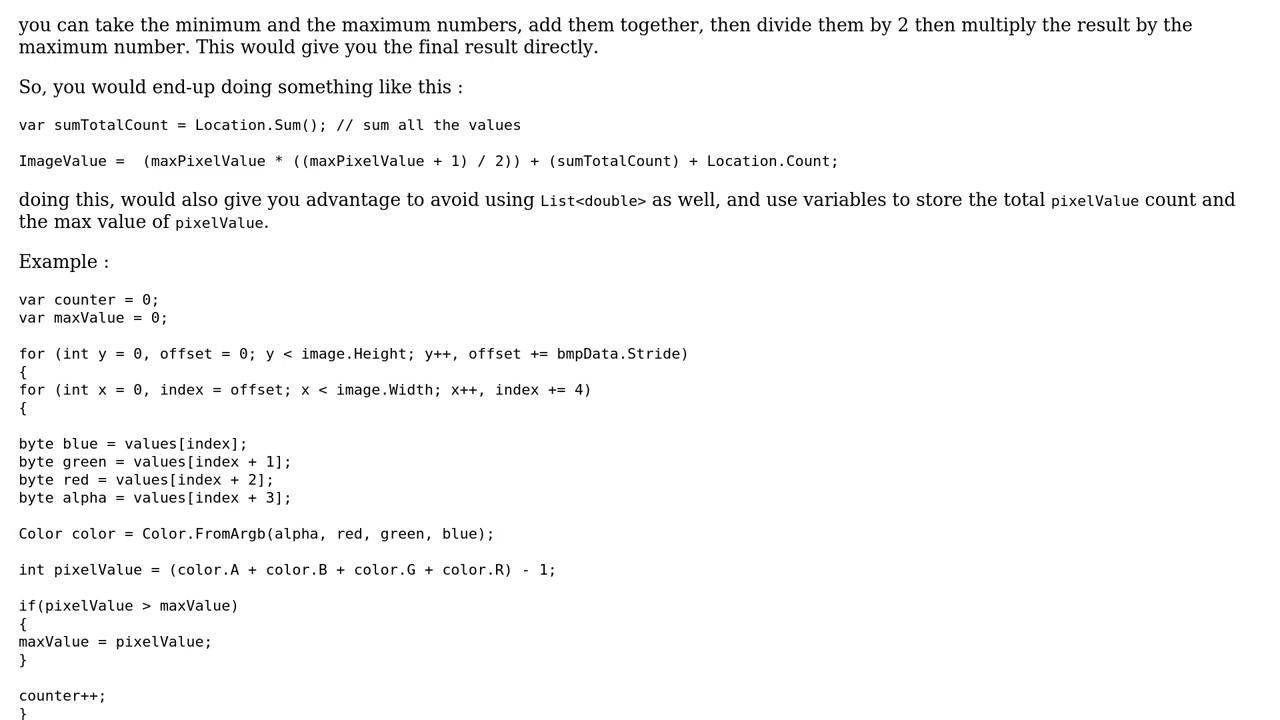 you can take the minimum and the maximum numbers, add them together, then divide them by 2 then multiply the result by the
maximum number. This would give you the final result directly.
So, you would end-up doing something like this :
var sumTotalCount = Location.Sum(); // sum all the values
ImageValue =  (maxPixelValue * ((maxPixelValue + 1) / 2)) + (sumTotalCount) + Location.Count;
doing this, would also give you advantage to avoid using List<double> as well, and use variables to store the total pixelValue count and
the max value of pixelValue.
Example :
var counter = 0;
var maxValue = 0;
for (int y = 0, offset = 0; y < image.Height; y++, offset += bmpData.Stride)
{
for (int x = 0, index = offset; x < image.Width; x++, index += 4)
{
byte blue = values[index];
byte green = values[index + 1];
byte red = values[index + 2];
byte alpha = values[index + 3];
Color color = Color.FromArgb(alpha, red, green, blue);
int pixelValue = (color.A + color.B + color.G + color.R) - 1;
if(pixelValue > maxValue)
{
maxValue = pixelValue;
}
counter++;
}